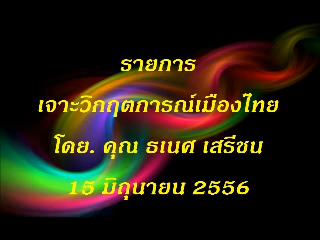 รายการ
เจาะวิกฤตการณ์เมืองไทย
โดย. คุณ ธเนศ เสรีชน
15 มิถุนายน 2556